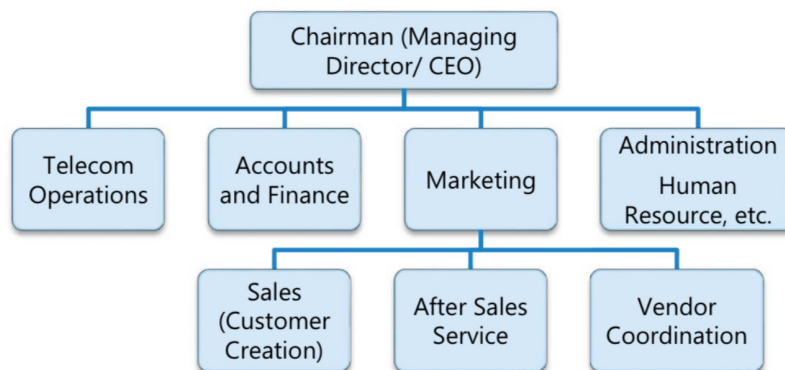 Chairman (Managing
Director/ CEO)
Telecom
Operations
Accounts
and Finance
Marketing
Administration
Human
Resource, etc.
Sales
(Customer
Creation)
After Sales
Service
Vendor
Coordination